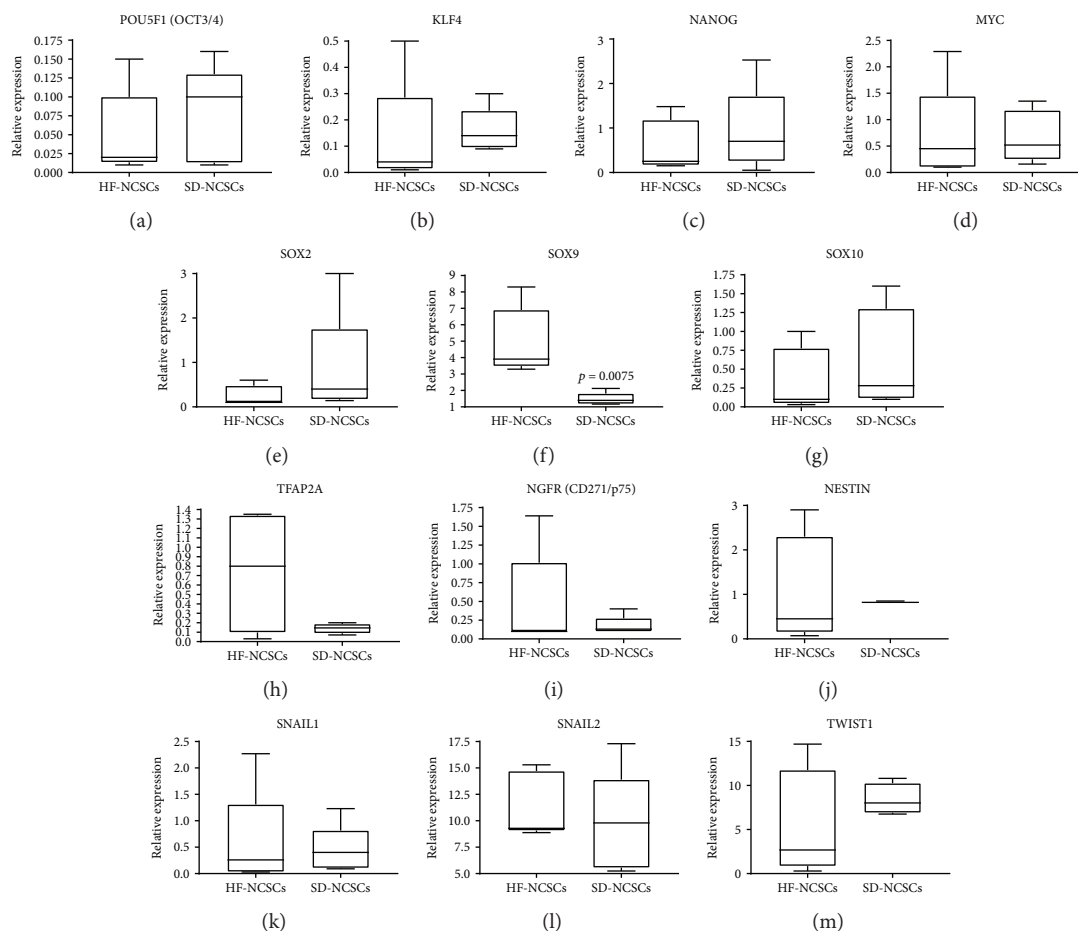 POU5F1 (OCT3/4)
Relative expression
0.175
0.150
0.125
0.100
0.075
0.050
0.025
0.000
HF-NCSCs SD-NCSCs
(a)
KLF4
Relative expression
0.5
0.4
0.3
0.2
0.1
0.0
HF-NCSCs SD-NCSCs
(b)
NANOG
Relative expression
3
2
1
0
HF-NCSCs SD-NCSCs
(c)
MYC
Relative expression
2.5
2.0
1.5
1.0
0.5
0.0
HF-NCSCs SD-NCSCs
(d)
SOX2
Relative expression
3
2
1
0
HF-NCSCs SD-NCSCs
(e)
SOX9
Relative expression
9
8
7
6
5
4
3
2
1
p = 0.0075
HF-NCSCs SD-NCSCs
(f)
SOX10
Relative expression
1.75
1.50
1.25
1.00
0.75
0.50
0.25
0.00
HF-NCSCs SD-NCSCs
(g)
TFAP2A
Relative expression
1.4
1.3
1.2
1.1
1.0
0.9
0.8
0.7
0.6
0.5
0.4
0.3
0.2
0.1
0.0
HF-NCSCs SD-NCSCs
(h)
NGFR (CD271/p75)
Relative expression
1.75
1.50
1.25
1.00
0.75
0.50
0.25
0.00
HF-NCSCs SD-NCSCs
(i)
NESTIN
Relative expression
3
2
1
0
HF-NCSCs SD-NCSCs
(j)
SNAIL1
Relative expression
2.5
2.0
1.5
1.0
0.5
0.0
HF-NCSCs SD-NCSCs
(k)
SNAIL2
Relative expression
17.5
15.0
12.5
10.0
7.5
5.0
HF-NCSCs SD-NCSCs
(l)
TWIST1
Relative expression
15
10
5
0
HF-NCSCs SD-NCSCs
(m)